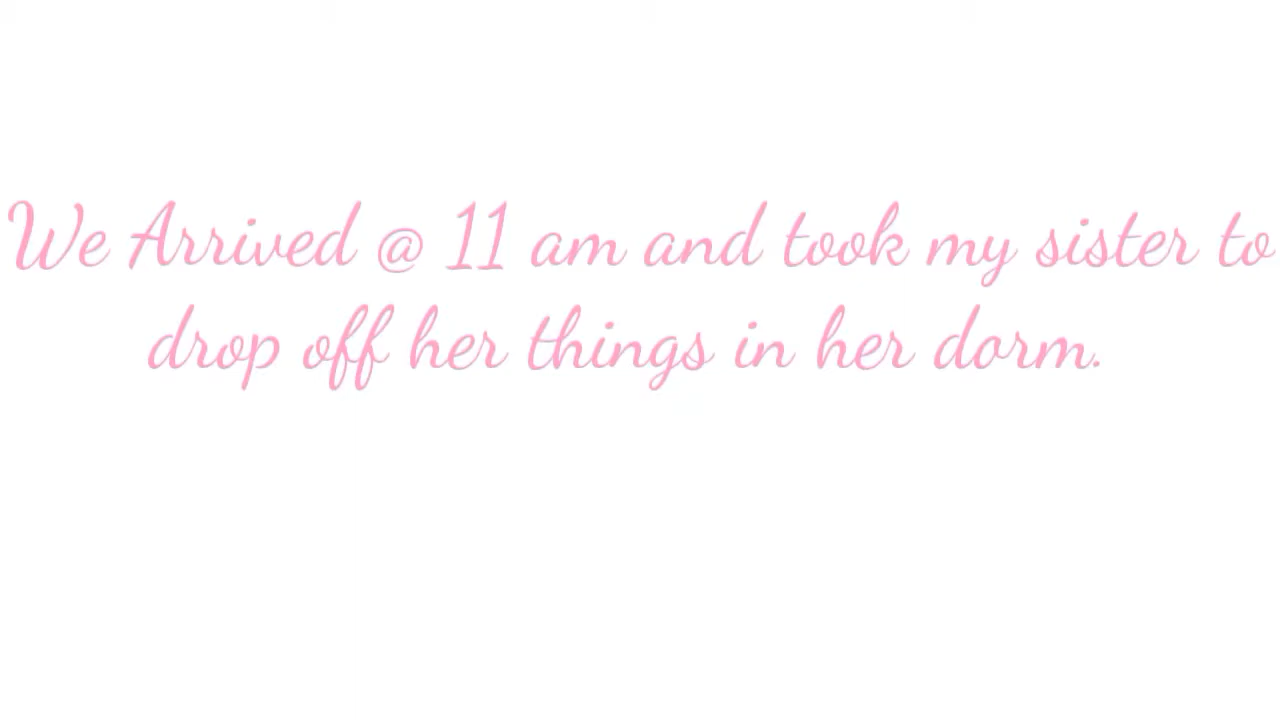 We Arrived @ 11 am and took my sister to
drop off her things in her dorm.